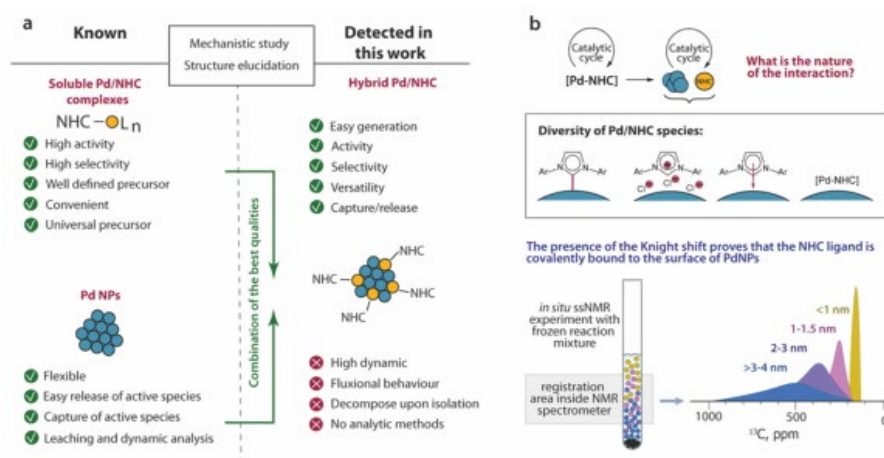 a
Known
Mechanistic study
Structure elucidation
Detected in
this work
Soluble Pd/NHC
complexes
NHC – Ln
High activity
High selectivity
Well defined precursor
Convenient
Universal precursor
Pd NPs
Flexible
Easy release of active species
Capture of active species
Leaching and dynamic analysis
Combination of the best qualities
Hybrid Pd/NHC
Easy generation
Activity
Selectivity
Versatility
Capture/release
NHC
NHC
NHC
NHC
High dynamic
Fluxional behaviour
Decompose upon isolation
No analytic methods
b
Catalytic
cycle
Catalytic
cycle
[Pd-NHC]
NHC
What is the nature
of the interaction?
Diversity of Pd/NHC species:
Ar N N Ar
Ar N N Ar
Ar N N Ar
Cl Cl Cl
[Pd-NHC]
The presence of the Knight shift proves that the NHC ligand is
covalently bound to the surface of PdNPs
in situ ssNMR
experiment with
frozen reaction
mixture
registration
area inside NMR
spectrometer
<1 nm
1-1.5 nm
2-3 nm
>3-4 nm
1000 500 0
¹³C, ppm